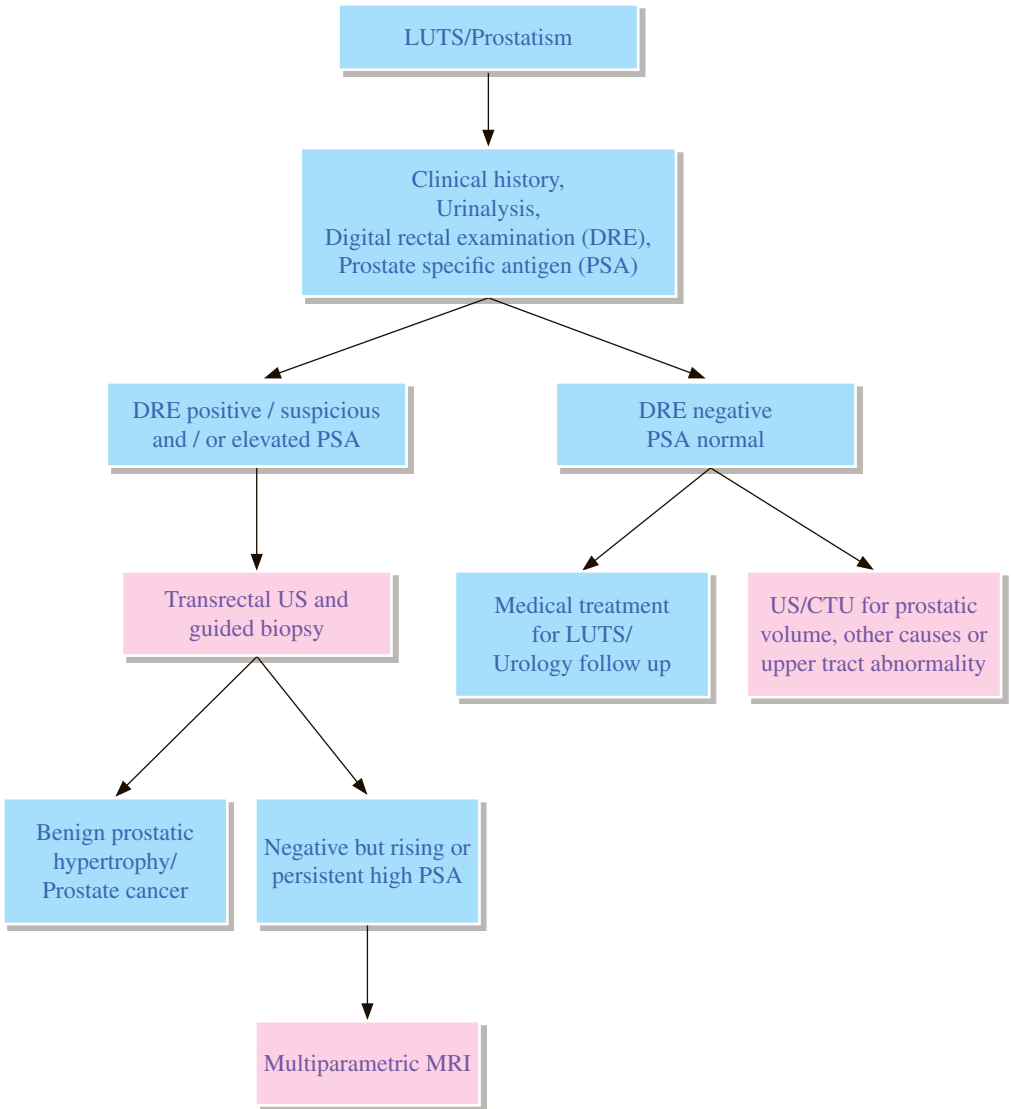 LUTS/Prostatism
Clinical history,
Urinalysis,
Digital rectal examination (DRE),
Prostate specific antigen (PSA)
DRE positive / suspicious
and / or elevated PSA
DRE negative
PSA normal
Transrectal US and
guided biopsy
Medical treatment
for LUTS/
Urology follow up
US/CTU for prostatic
volume, other causes or
upper tract abnormality
Benign prostatic
hypertrophy/
Prostate cancer
Negative but rising or
persistent high PSA
Multiparametric MRI